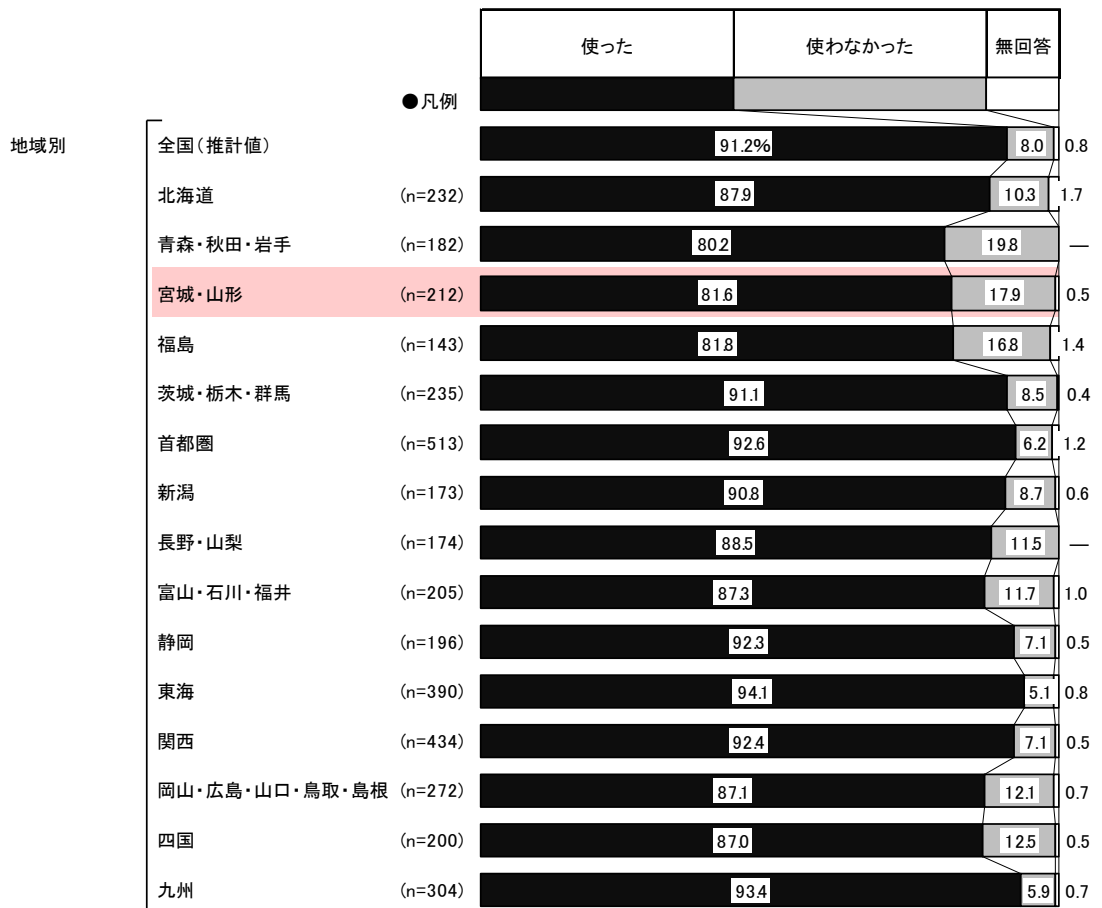 使った 使わなかった 無回答
●凡例
地域別 全国(推計値) 91.2% 8.0 0.8
北海道 (n=232) 87.9 10.3 1.7
青森・秋田・岩手 (n=182) 80.2 19.8 —
宮城・山形 (n=212) 81.6 17.9 0.5
福島 (n=143) 81.8 16.8 1.4
茨城・栃木・群馬 (n=235) 91.1 8.5 0.4
首都圏 (n=513) 92.6 6.2 1.2
新潟 (n=173) 90.8 8.7 0.6
長野・山梨 (n=174) 88.5 11.5 —
富山・石川・福井 (n=205) 87.3 11.7 1.0
静岡 (n=196) 92.3 7.1 0.5
東海 (n=390) 94.1 5.1 0.8
関西 (n=434) 92.4 7.1 0.5
岡山・広島・山口・鳥取・島根 (n=272) 87.1 12.1 0.7
四国 (n=200) 87.0 12.5 0.5
九州 (n=304) 93.4 5.9 0.7